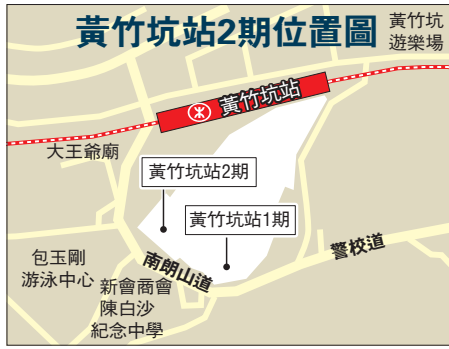 黃竹坑站2期位置圖
黃竹坑
遊樂場
黃竹坑站
大王爺廟
黃竹坑站2期
黃竹坑站1期
警校道
南朗山道
包玉剛
游泳中心
新會商會
陳白沙
紀念中學